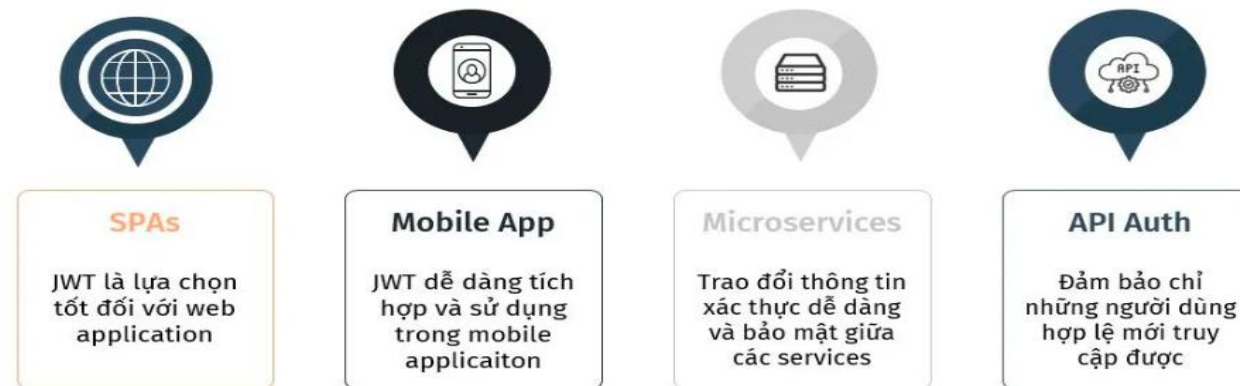 API
SPAs
JWT là lựa chọn
tốt đối với web
application
Mobile App
JWT dễ dàng tích
hợp và sử dụng
trong mobile
applicaiton
Microservices
Trao đổi thông tin
xác thực dễ dàng
và bảo mật giữa
các services
API Auth
Đảm bảo chỉ
những người dùng
hợp lệ mới truy
cập được